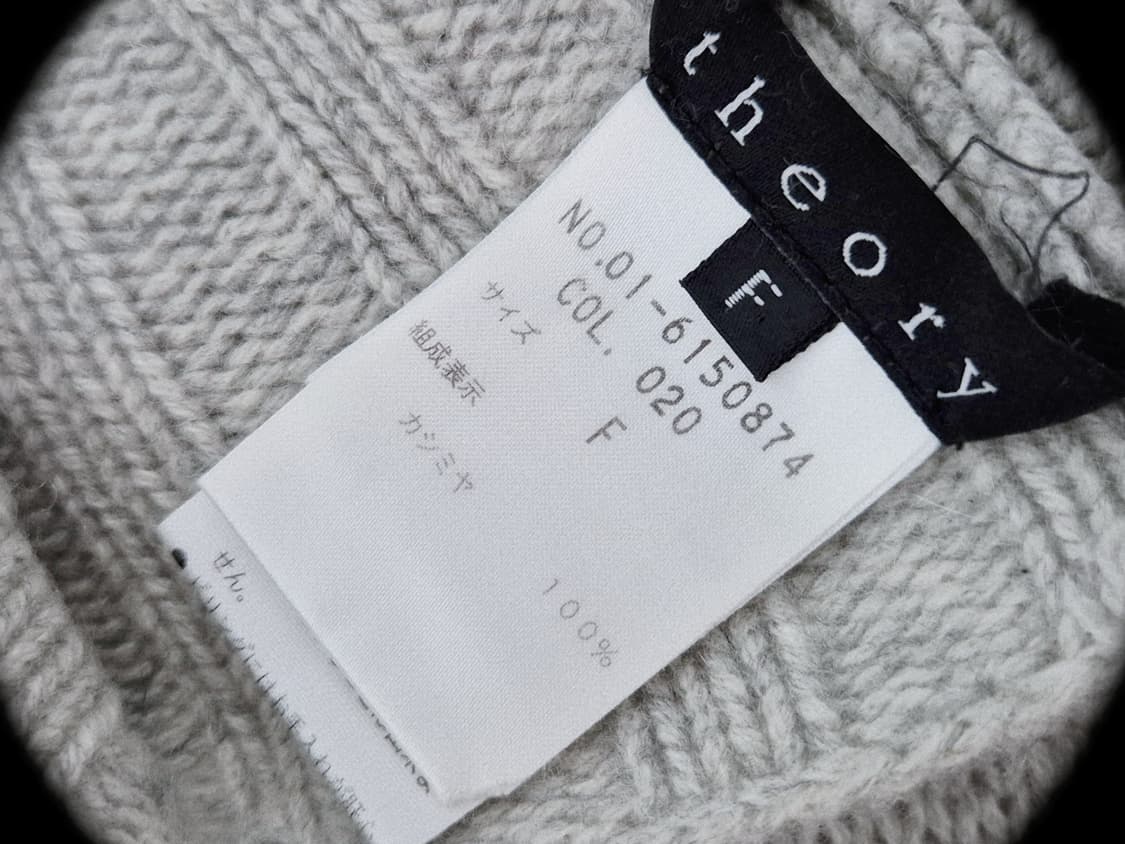 theory
F
NO.01-6150874
COL. 020
サイズ F
組成表示
カシミヤ
100%
せん。